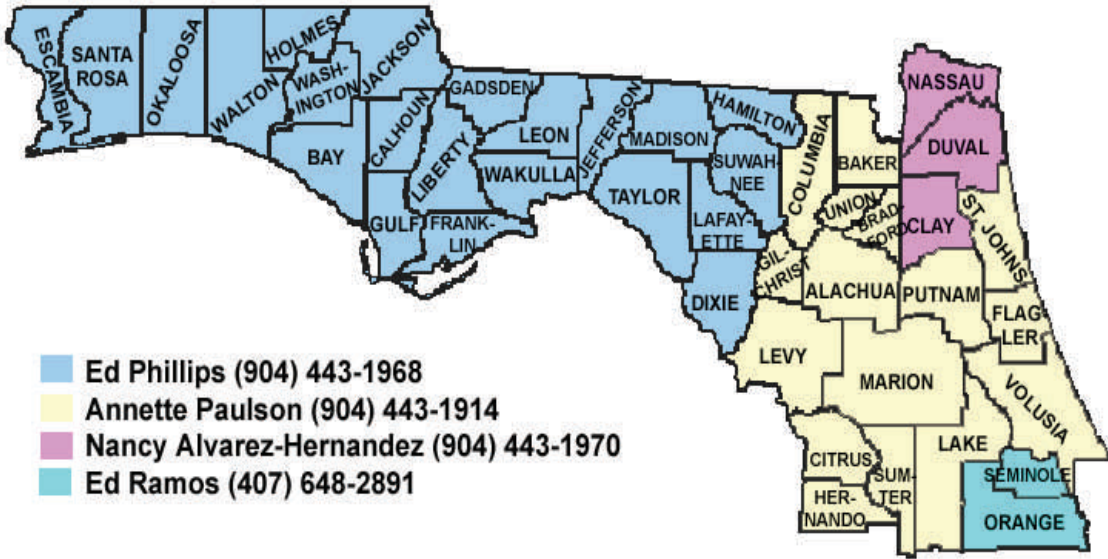 ESCAMBIA
SANTA
ROSA
OKALOOSA
WALTON
HOLMES
WASH-
INGTON
JACKSON
BAY
CALHOUN
GULF
LIBERTY
GADSDEN
FRANK-
LIN
LEON
WAKULLA
JEFFERSON
MADISON
TAYLOR
HAMILTON
SUWAH-
NEE
LAFAY-
ETTE
DIXIE
COLUMBIA
BAKER
UNION
BRAD-
FORD
GIL-
CHRIST
ALACHUA
NASSAU
DUVAL
CLAY
ST. JOHNS
PUTNAM
FLAG-
LER
LEVY
MARION
VOLUSIA
LAKE
CITRUS
SUM-
TER
HER-
NANDO
SEMINOLE
ORANGE
Ed Phillips (904) 443-1968
Annette Paulson (904) 443-1914
Nancy Alvarez-Hernandez (904) 443-1970
Ed Ramos (407) 648-2891